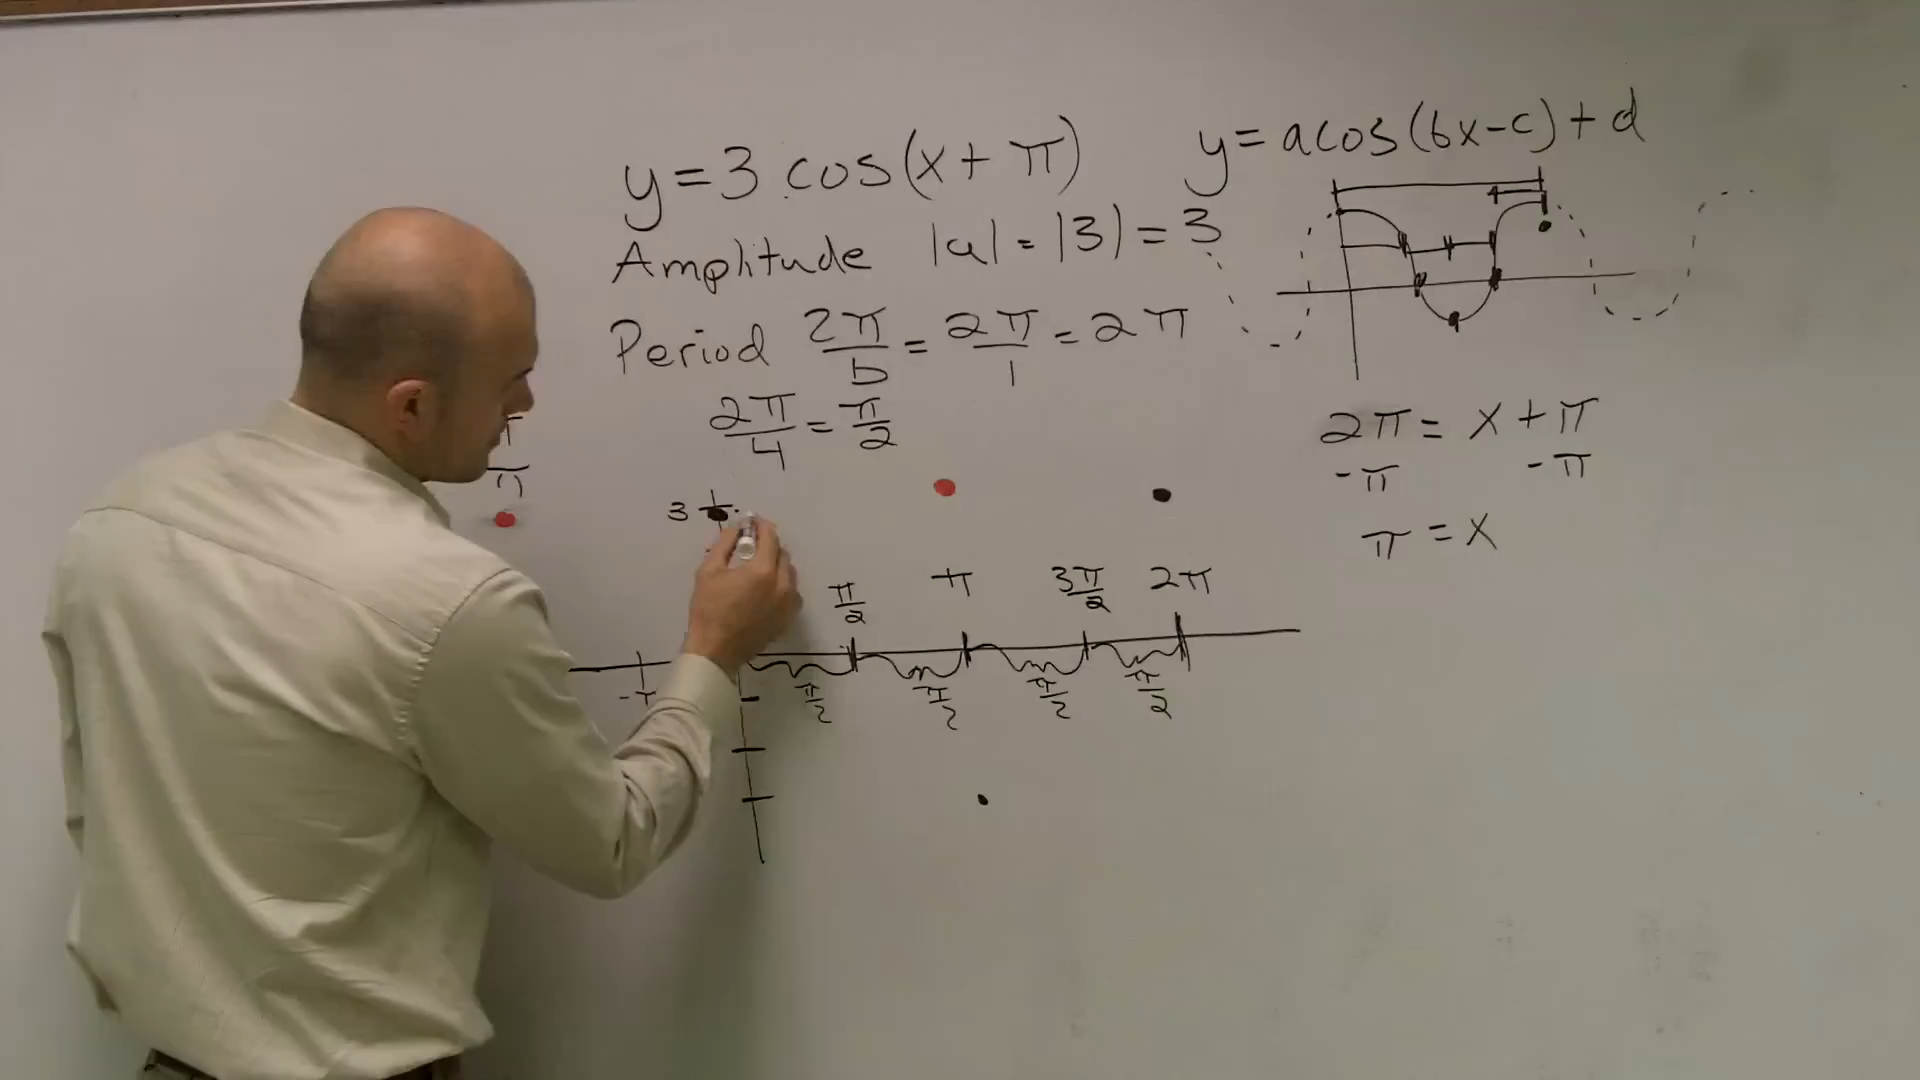 y=3 cos(x+π)
y=acos(bx-c)+d
Amplitude |a| = |3| = 3
Period 2π/b = 2π/1 = 2π
2π/4 = π/2
2π = x+π
-π -π
π = x
3
π/2 π 3π/2 2π
-π
π/2 π/2 π/2 π/2